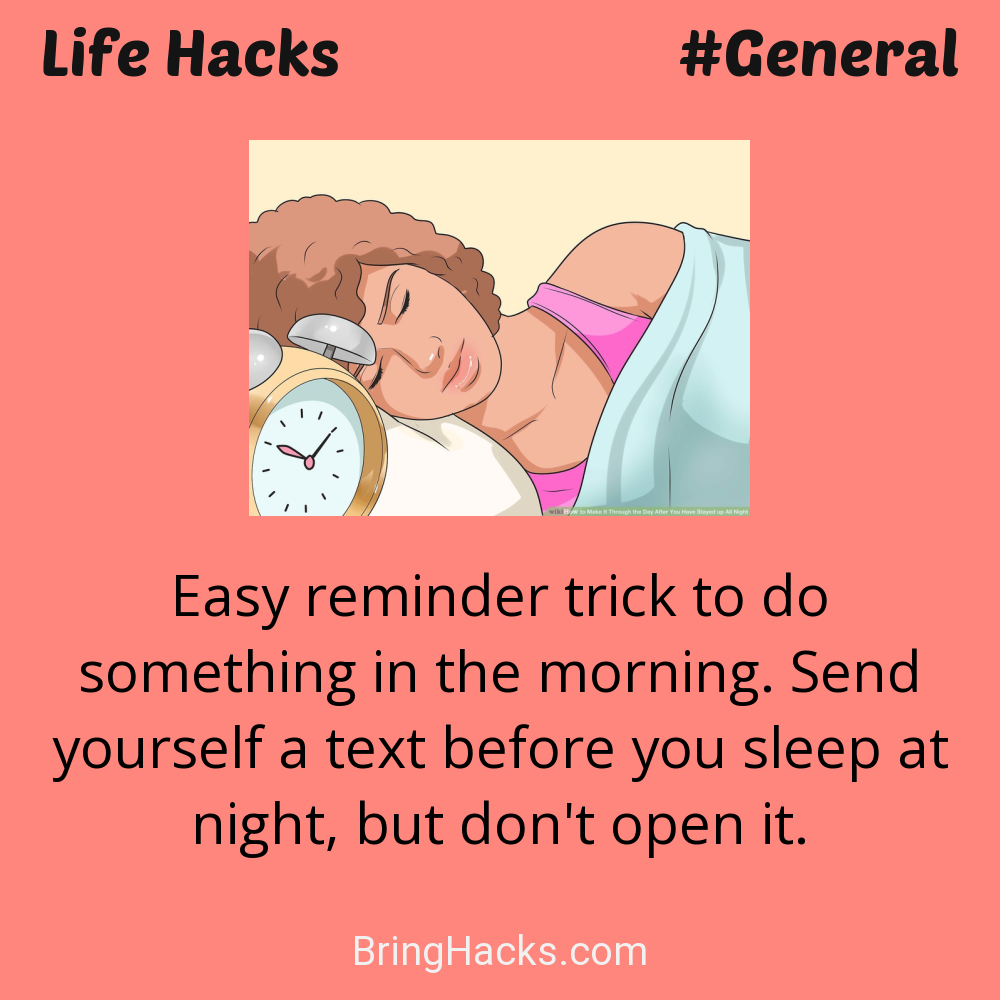 Life Hacks #General
wikiHow to Make It Through the Day After You Have Stayed up All Night
Easy reminder trick to do
something in the morning. Send
yourself a text before you sleep at
night, but don't open it.
BringHacks.com